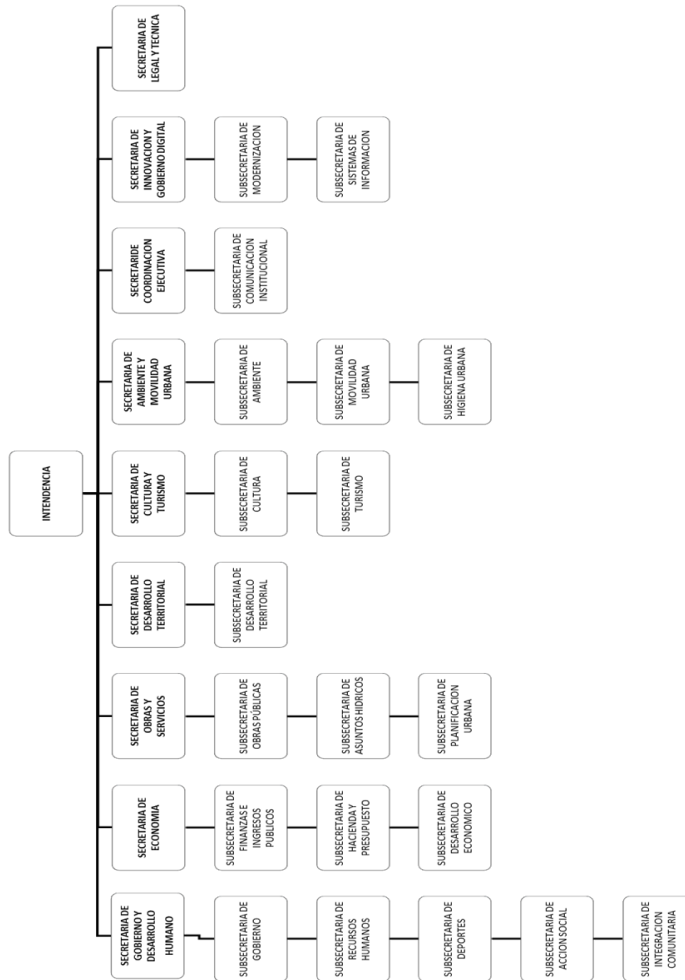 INTENDENCIA
SECRETARIA DE
GOBIERNO Y
DESARROLLO
HUMANO
SUBSECRETARIA DE
GOBIERNO
SUBSECRETARIA DE
RECURSOS
HUMANOS
SUBSECRETARIA DE
DEPORTES
SUBSECRETARIA DE
ACCION SOCIAL
SUBSECRETARIA DE
INTEGRACION
COMUNITARIA
SECRETARIA DE
ECONOMIA
SUBSECRETARIA DE
FINANZAS E
INGRESOS
PUBLICOS
SUBSECRETARIA DE
HACIENDA Y
PRESUPUESTO
SUBSECRETARIA DE
DESARROLLO
ECONOMICO
SECRETARIA DE
OBRAS Y
SERVICIOS
SUBSECRETARIA DE
OBRAS PÚBLICAS
SUBSECRETARIA DE
ASUNTOS HIDRICOS
SUBSECRETARIA DE
PLANIFICACION
URBANA
SECRETARIA DE
DESARROLLO
TERRITORIAL
SUBSECRETARIA DE
DESARROLLO
TERRITORIAL
SECRETARIA DE
CULTURA Y
TURISMO
SUBSECRETARIA DE
CULTURA
SUBSECRETARIA DE
TURISMO
SECRETARIA DE
AMBIENTE Y
MOVILIDAD
URBANA
SUBSECRETARIA DE
AMBIENTE
SUBSECRETARIA DE
MOVILIDAD
URBANA
SUBSECRETARIA DE
HIGIENA URBANA
SECRETARIDE
COORDINACION
EJECUTIVA
SUBSECRETARIA DE
COMUNICACION
INSTITUCIONAL
SECRETARIA DE
INNOVACION Y
GOBIERNO DIGITAL
SUBSECRETARIA DE
MODERNIZACION
SUBSECRETARIA DE
SISTEMAS DE
INFORMACION
SECRETARIA DE
LEGAL Y TECNICA